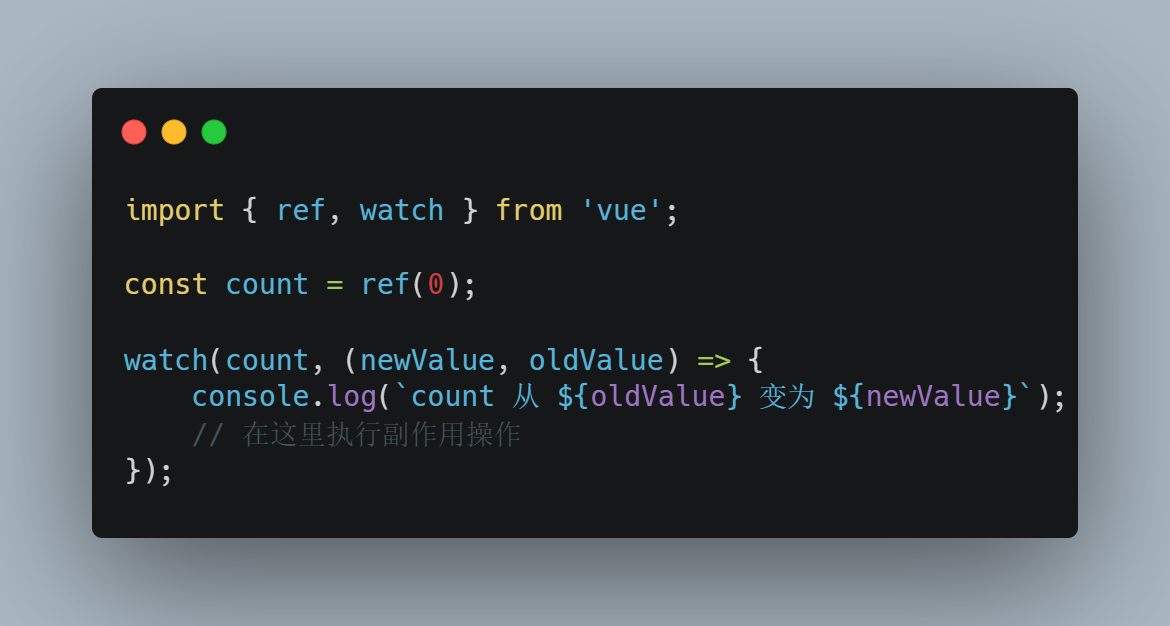 import { ref, watch } from 'vue';
const count = ref(0);
watch(count, (newValue, oldValue) => {
    console.log(`count 从 ${oldValue} 变为 ${newValue}`);
    // 在这里执行副作用操作
});